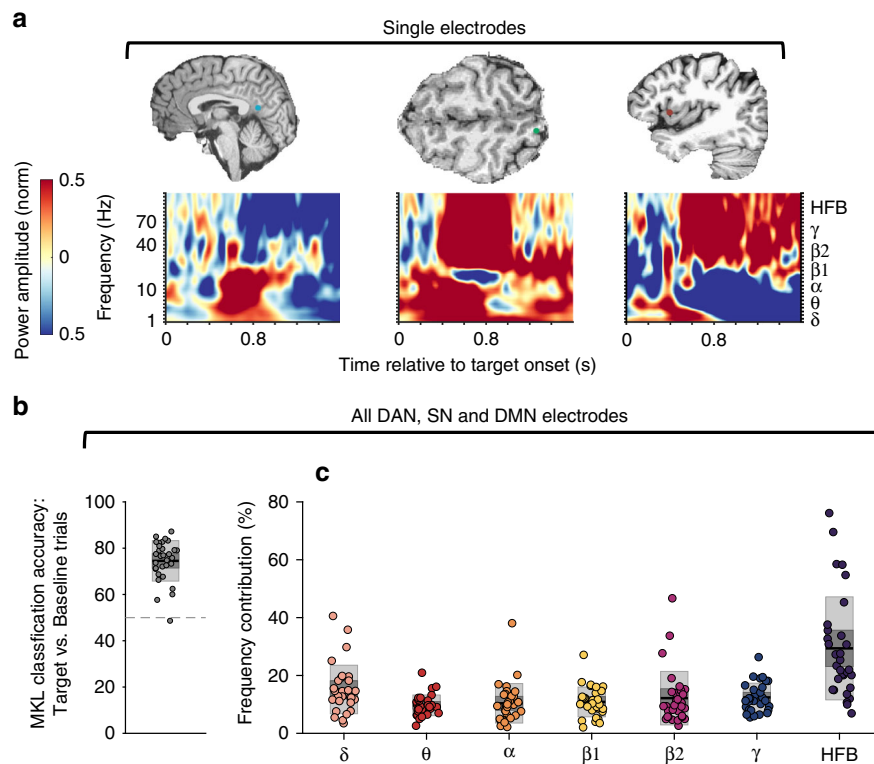 a
Single electrodes
Power amplitude (norm)
0.5
0
0.5
Frequency (Hz)
70
40
10
1
HFB
γ
β2
β1
α
θ
δ
0 0.8 0 0.8 0 0.8
Time relative to target onset (s)
b
All DAN, SN and DMN electrodes
MKL classfication accuracy:
Target vs. Baseline trials
100
80
60
40
20
0
c
Frequency contribution (%)
80
60
40
20
0
δ θ α β1 β2 γ HFB